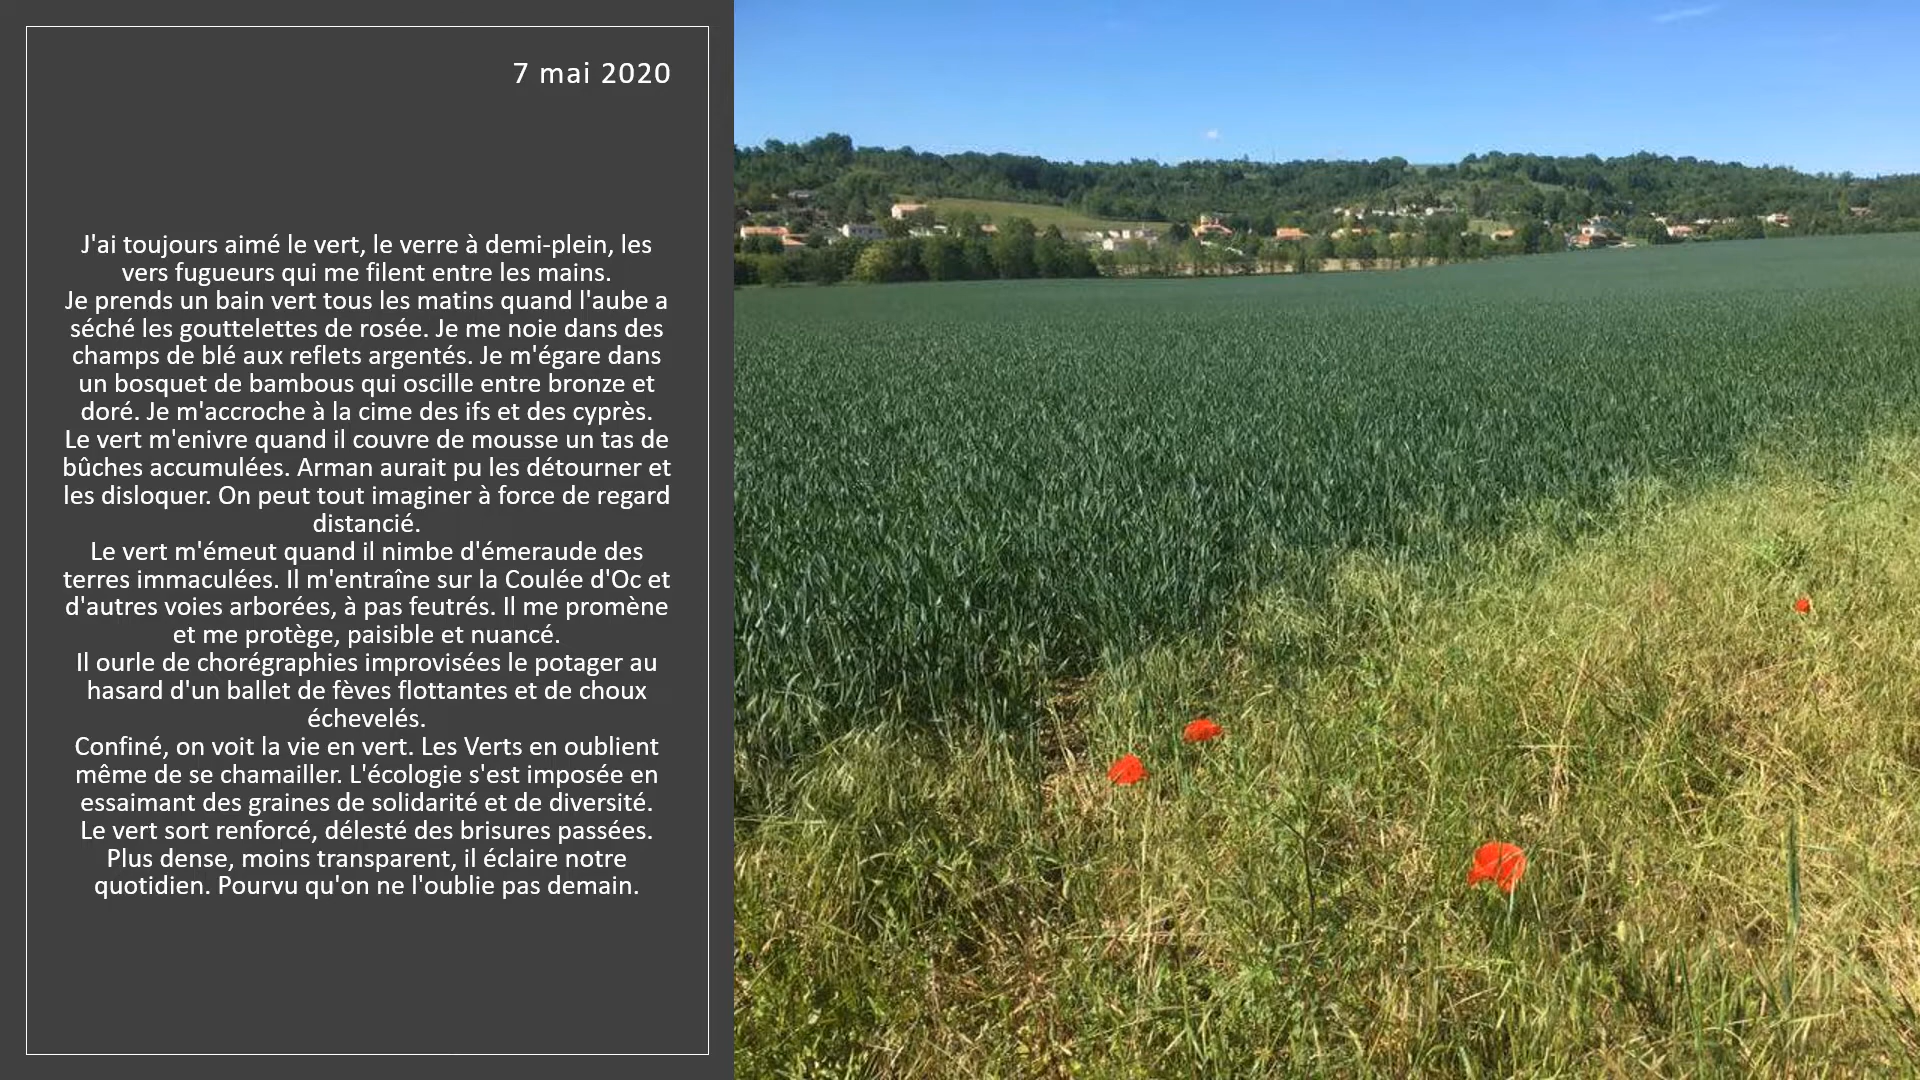 7 mai 2020
J'ai toujours aimé le vert, le verre à demi-plein, les
vers fugueurs qui me filent entre les mains.
Je prends un bain vert tous les matins quand l'aube a
séché les gouttelettes de rosée. Je me noie dans des
champs de blé aux reflets argentés. Je m'égare dans
un bosquet de bambous qui oscille entre bronze et
doré. Je m'accroche à la cime des ifs et des cyprès.
Le vert m'enivre quand il couvre de mousse un tas de
bûches accumulées. Arman aurait pu les détourner et
les disloquer. On peut tout imaginer à force de regard
distancié.
Le vert m'émeut quand il nimbe d'émeraude des
terres immaculées. Il m'entraîne sur la Coulée d'Oc et
d'autres voies arborées, à pas feutrés. Il me promène
et me protège, paisible et nuancé.
Il ourle de chorégraphies improvisées le potager au
hasard d'un ballet de fèves flottantes et de choux
échevelés.
Confiné, on voit la vie en vert. Les Verts en oublient
même de se chamailler. L'écologie s'est imposée en
essaimant des graines de solidarité et de diversité.
Le vert sort renforcé, délesté des brisures passées.
Plus dense, moins transparent, il éclaire notre
quotidien. Pourvu qu'on ne l'oublie pas demain.